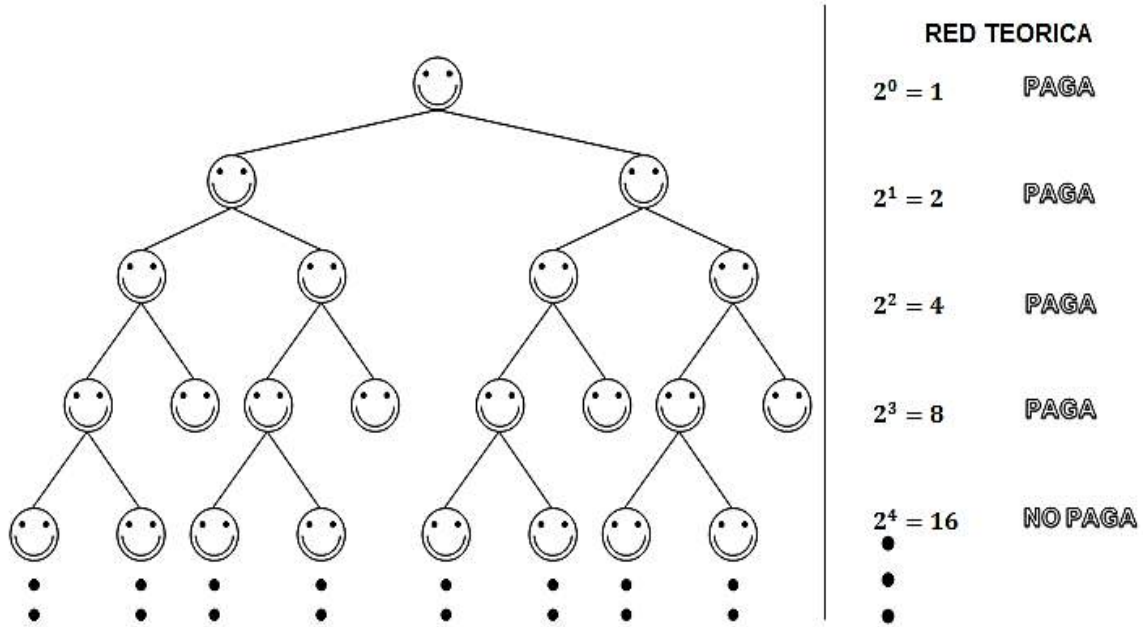 RED TEORICA
2⁰ = 1 PAGA
2¹ = 2 PAGA
2² = 4 PAGA
2³ = 8 PAGA
2⁴ = 16 NO PAGA